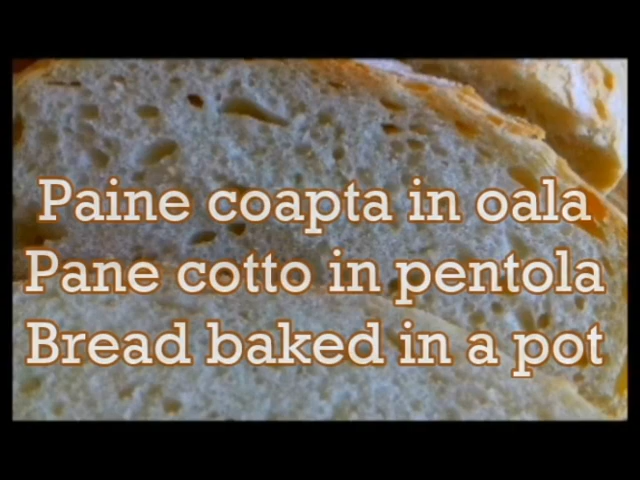 Paine coapta in oala
Pane cotto in pentola
Bread baked in a pot